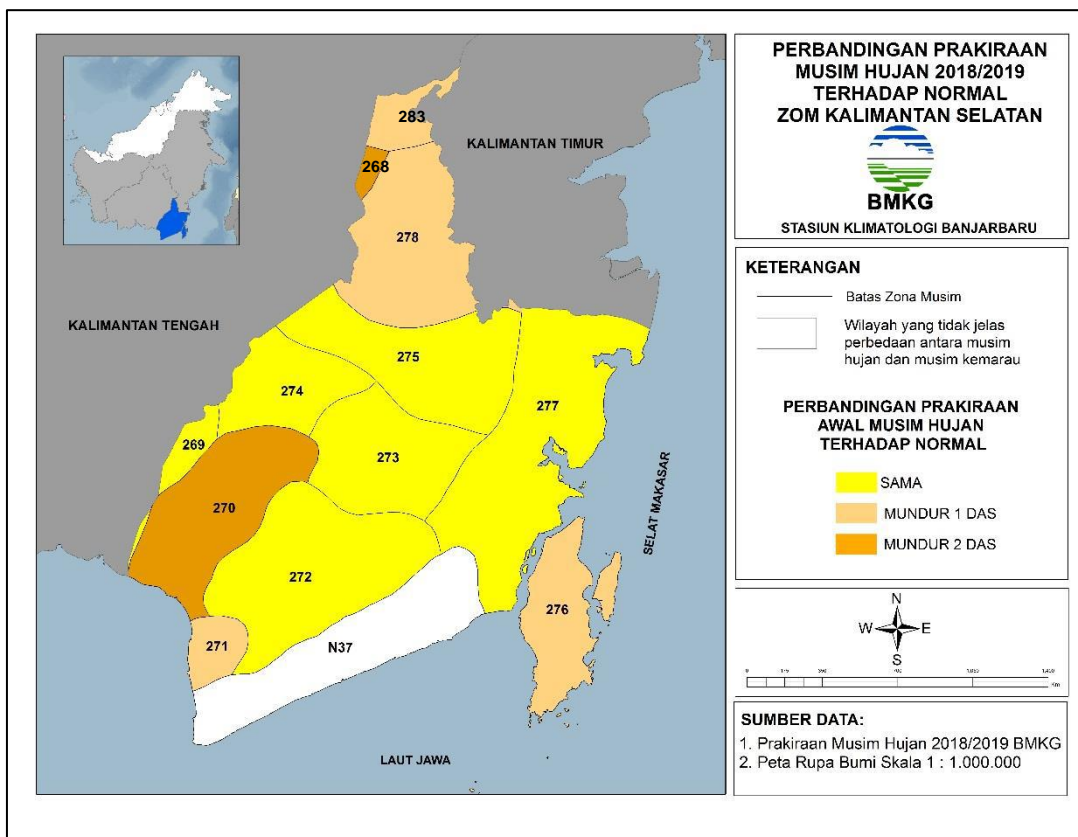 283
KALIMANTAN TIMUR
268
278
KALIMANTAN TENGAH
275
274
277
269
273
270
SELAT MAKASAR
272
276
271
N37
LAUT JAWA
PERBANDINGAN PRAKIRAAN
MUSIM HUJAN 2018/2019
TERHADAP NORMAL
ZOM KALIMANTAN SELATAN
BMKG
STASIUN KLIMATOLOGI BANJARBARU
KETERANGAN
Batas Zona Musim
Wilayah yang tidak jelas
perbedaan antara musim
hujan dan musim kemarau
PERBANDINGAN PRAKIRAAN
AWAL MUSIM HUJAN
TERHADAP NORMAL
SAMA
MUNDUR 1 DAS
MUNDUR 2 DAS
N
W E
S
0
Km
SUMBER DATA:
1. Prakiraan Musim Hujan 2018/2019 BMKG
2. Peta Rupa Bumi Skala 1 : 1.000.000